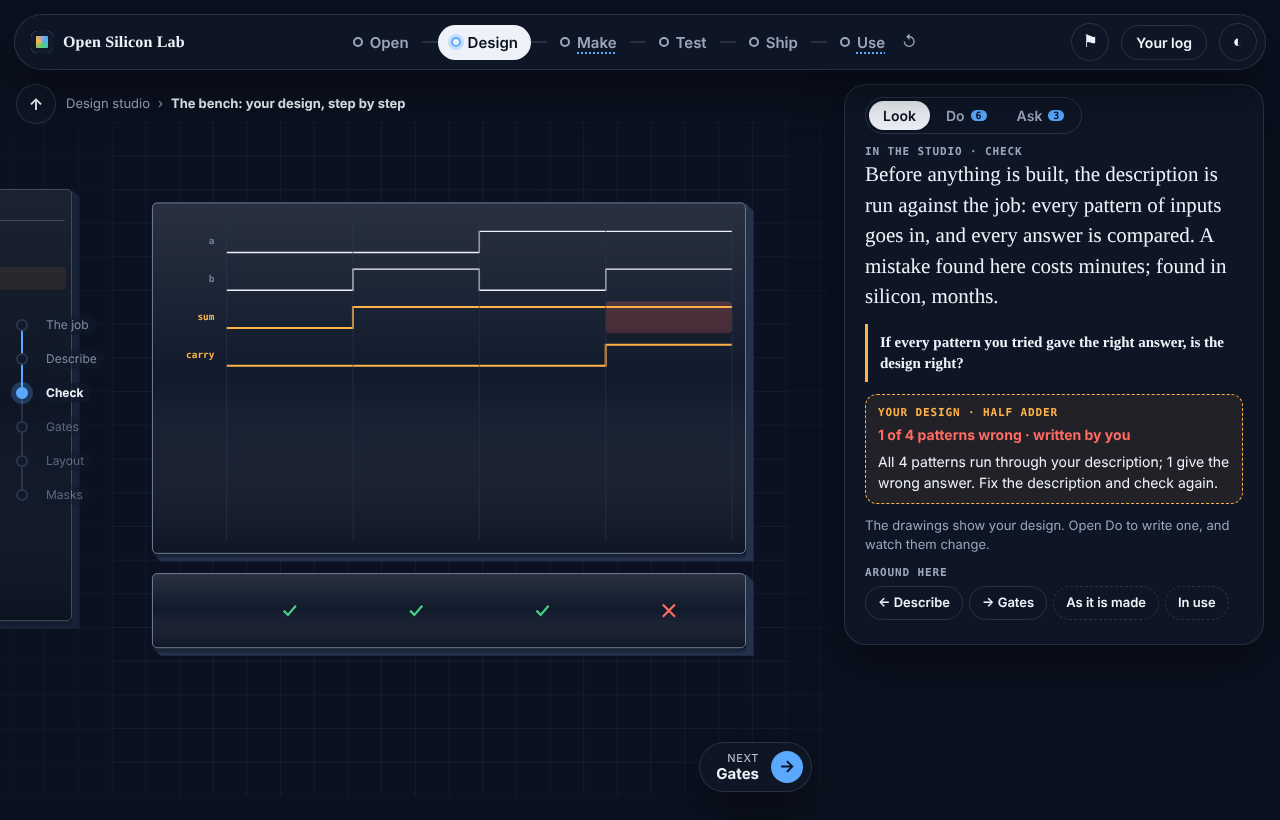 Open Silicon Lab
Open
Design
Make
Test
Ship
Use
Your log
Design studio › The bench: your design, step by step
Look
Do 6
Ask 3
The job
Describe
Check
Gates
Layout
Masks
a
b
sum
carry
IN THE STUDIO · CHECK
Before anything is built, the description is
run against the job: every pattern of inputs
goes in, and every answer is compared. A
mistake found here costs minutes; found in
silicon, months.
If every pattern you tried gave the right answer, is the
design right?
YOUR DESIGN · HALF ADDER
1 of 4 patterns wrong · written by you
All 4 patterns run through your description; 1 give the
wrong answer. Fix the description and check again.
The drawings show your design. Open Do to write one, and
watch them change.
AROUND HERE
← Describe
→ Gates
As it is made
In use
NEXT
Gates